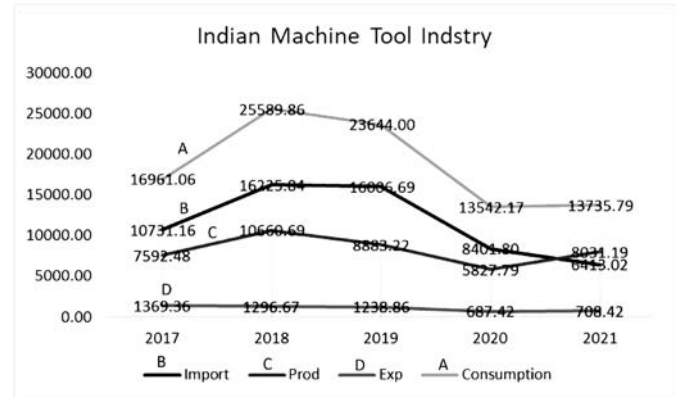 Indian Machine Tool Indstry
30000.00
25000.00
20000.00
15000.00
10000.00
5000.00
0.00
A
16961.06 25589.86 23644.00 13542.17 13735.79
B
10731.16 16225.84 8401.80 6413.02
C
7592.48 10660.69 8883.22 5827.79 8031.19
D
1369.36 1296.67 1238.86 687.42 708.42
2017 2018 2019 2020 2021
B Import C Prod D Exp A Consumption